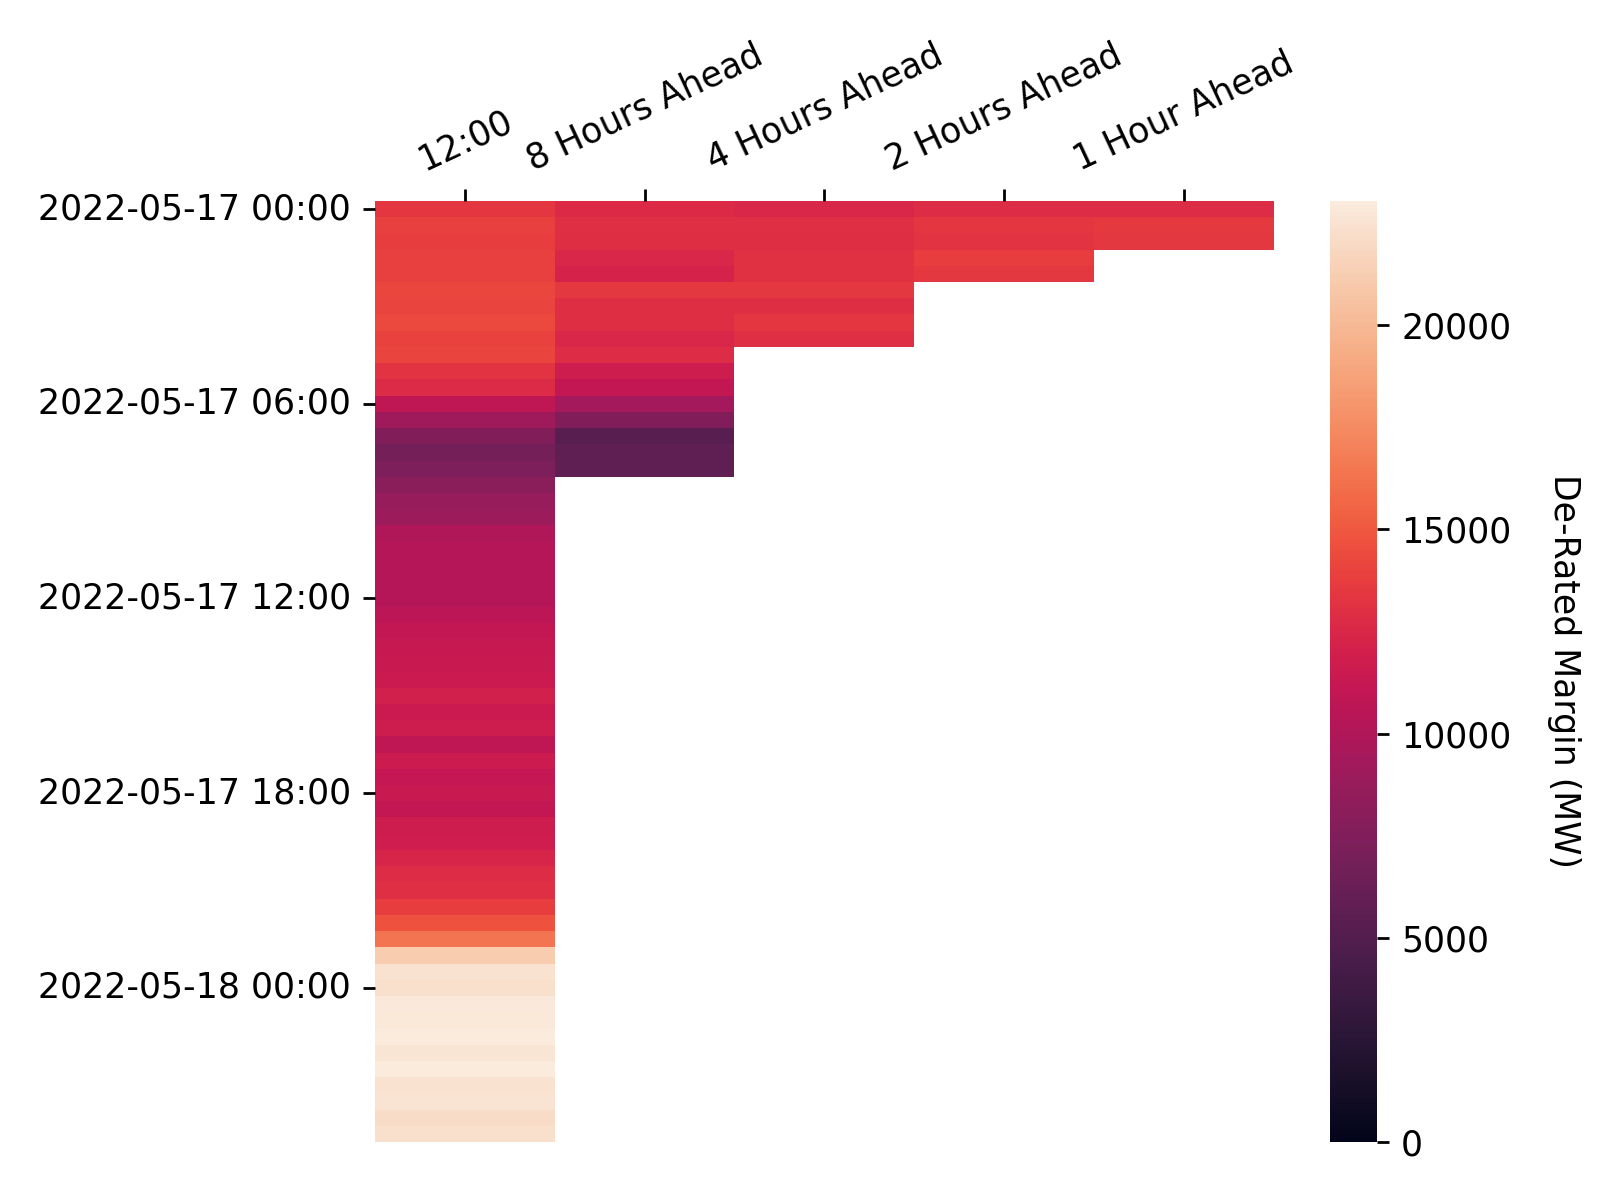 12:00
8 Hours Ahead
4 Hours Ahead
2 Hours Ahead
1 Hour Ahead
2022-05-17 00:00
2022-05-17 06:00
2022-05-17 12:00
2022-05-17 18:00
2022-05-18 00:00
20000
15000
10000
5000
0
De-Rated Margin (MW)